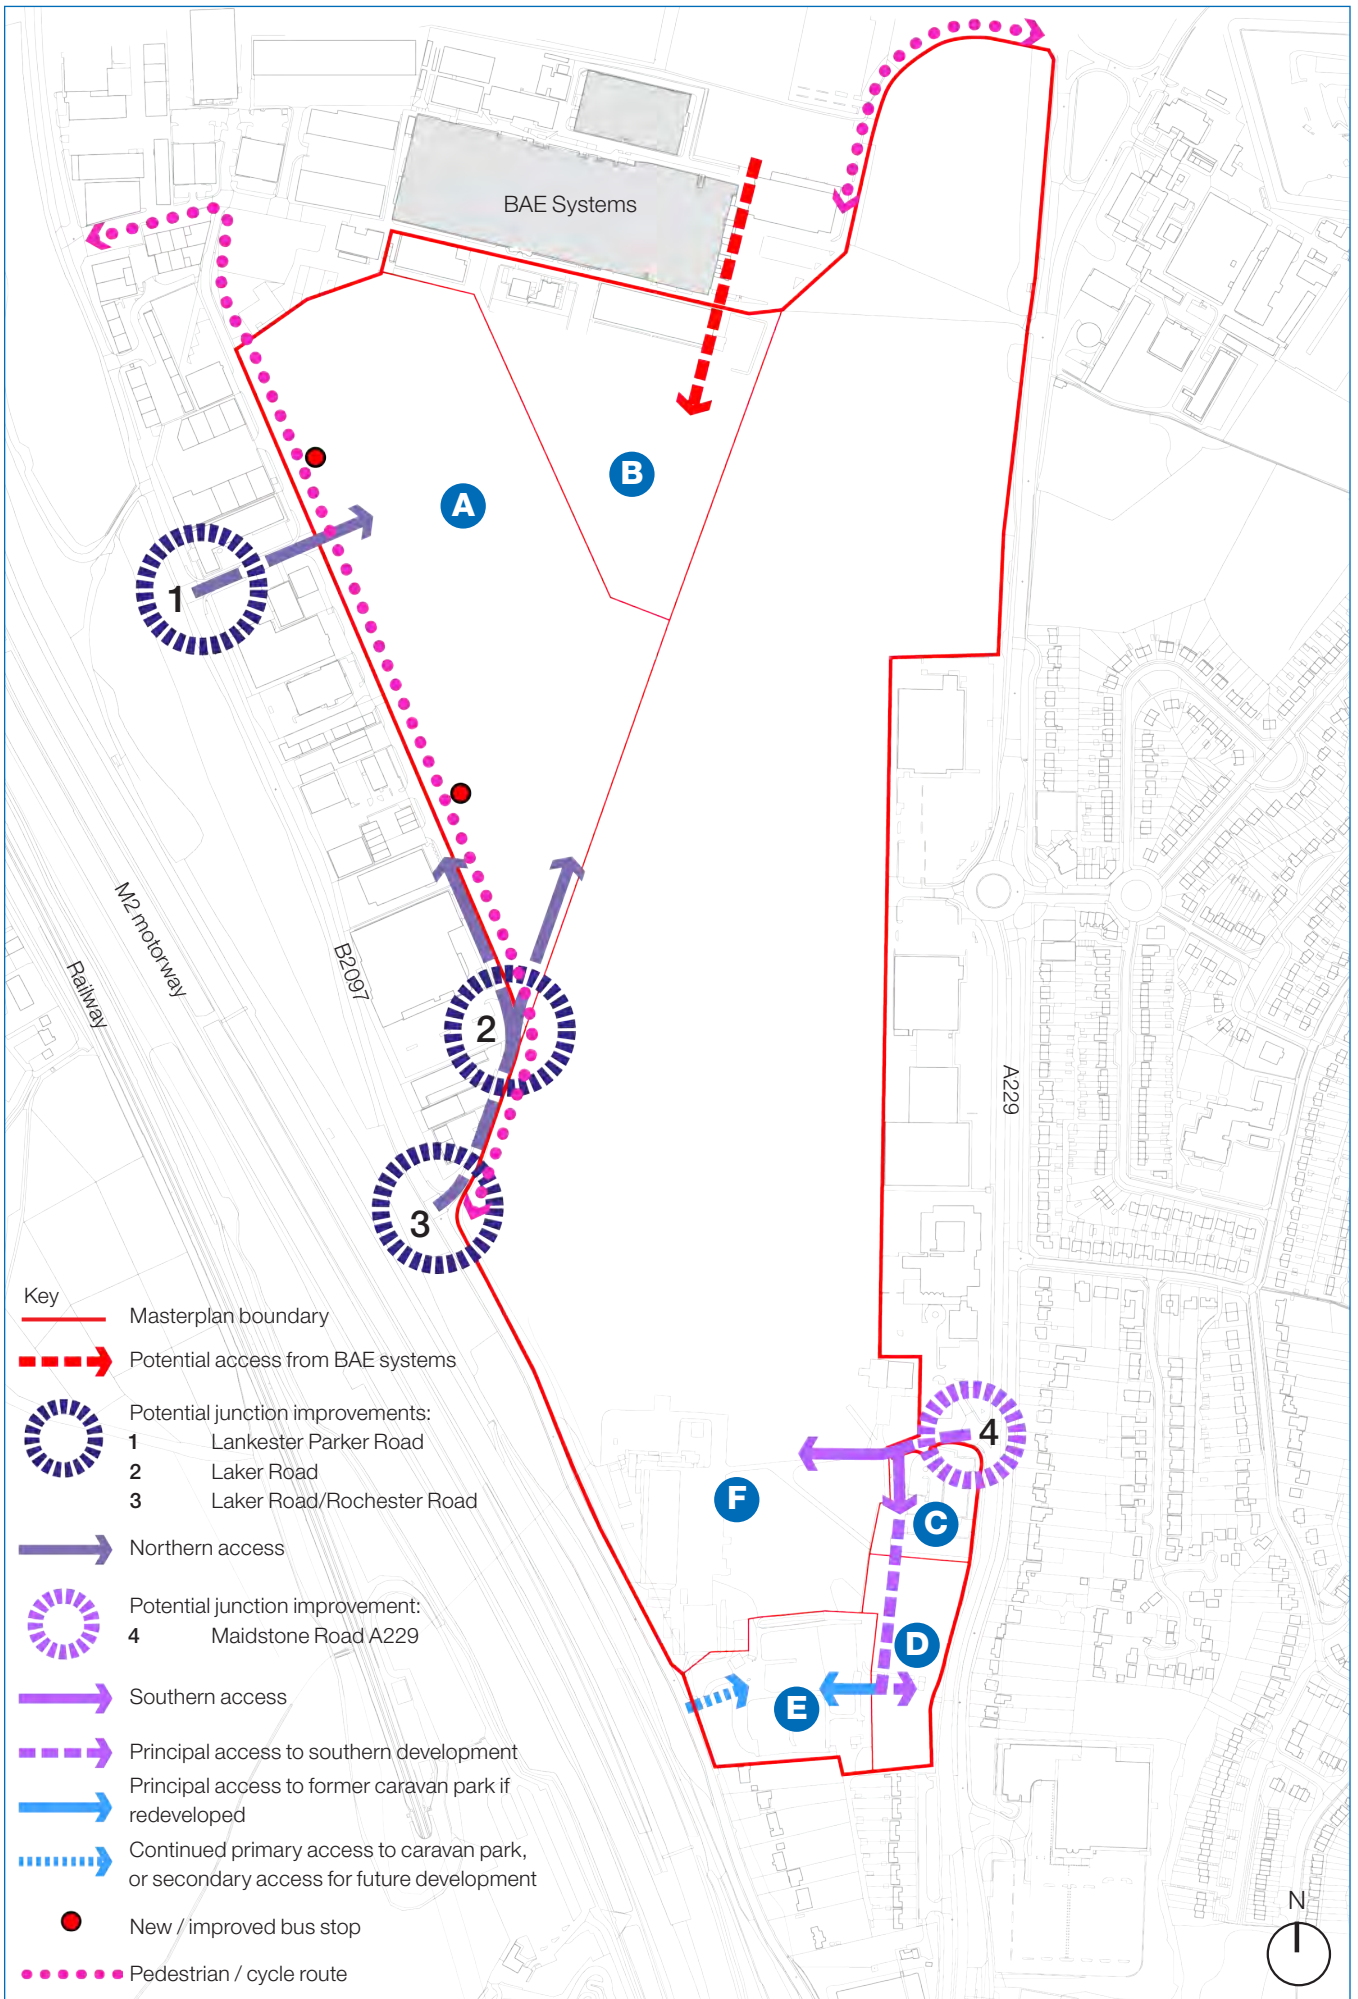 BAE Systems
B
A
1
M2 motorway
B2097
Railway
2
A229
3
4
F
C
D
E
Key
Masterplan boundary
Potential access from BAE systems
Potential junction improvements:
1 Lankester Parker Road
2 Laker Road
3 Laker Road/Rochester Road
Northern access
Potential junction improvement:
4 Maidstone Road A229
Southern access
Principal access to southern development
Principal access to former caravan park if
redeveloped
Continued primary access to caravan park,
or secondary access for future development
New / improved bus stop
Pedestrian / cycle route
N